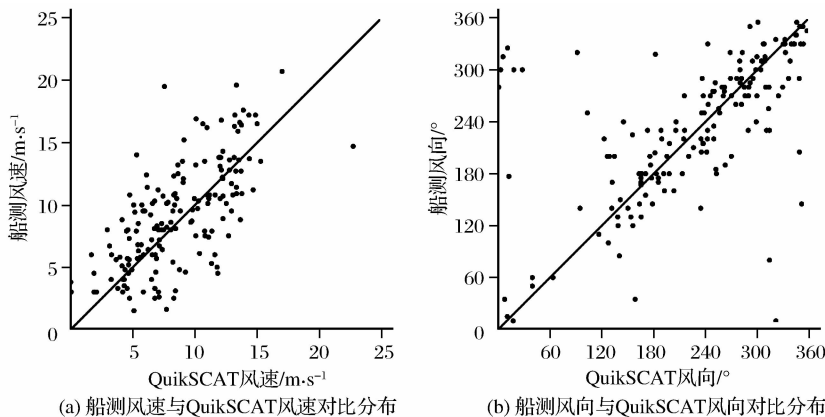 (a)
25
20
15
10
5
0
船测风速/m·s⁻¹
5 10 15 20 25
QuikSCAT风速/m·s⁻¹
(a) 船测风速与QuikSCAT风速对比分布
(b)
360
300
240
180
120
60
0
船测风向/°
60 120 180 240 300 360
QuikSCAT风向/°
(b) 船测风向与QuikSCAT风向对比分布